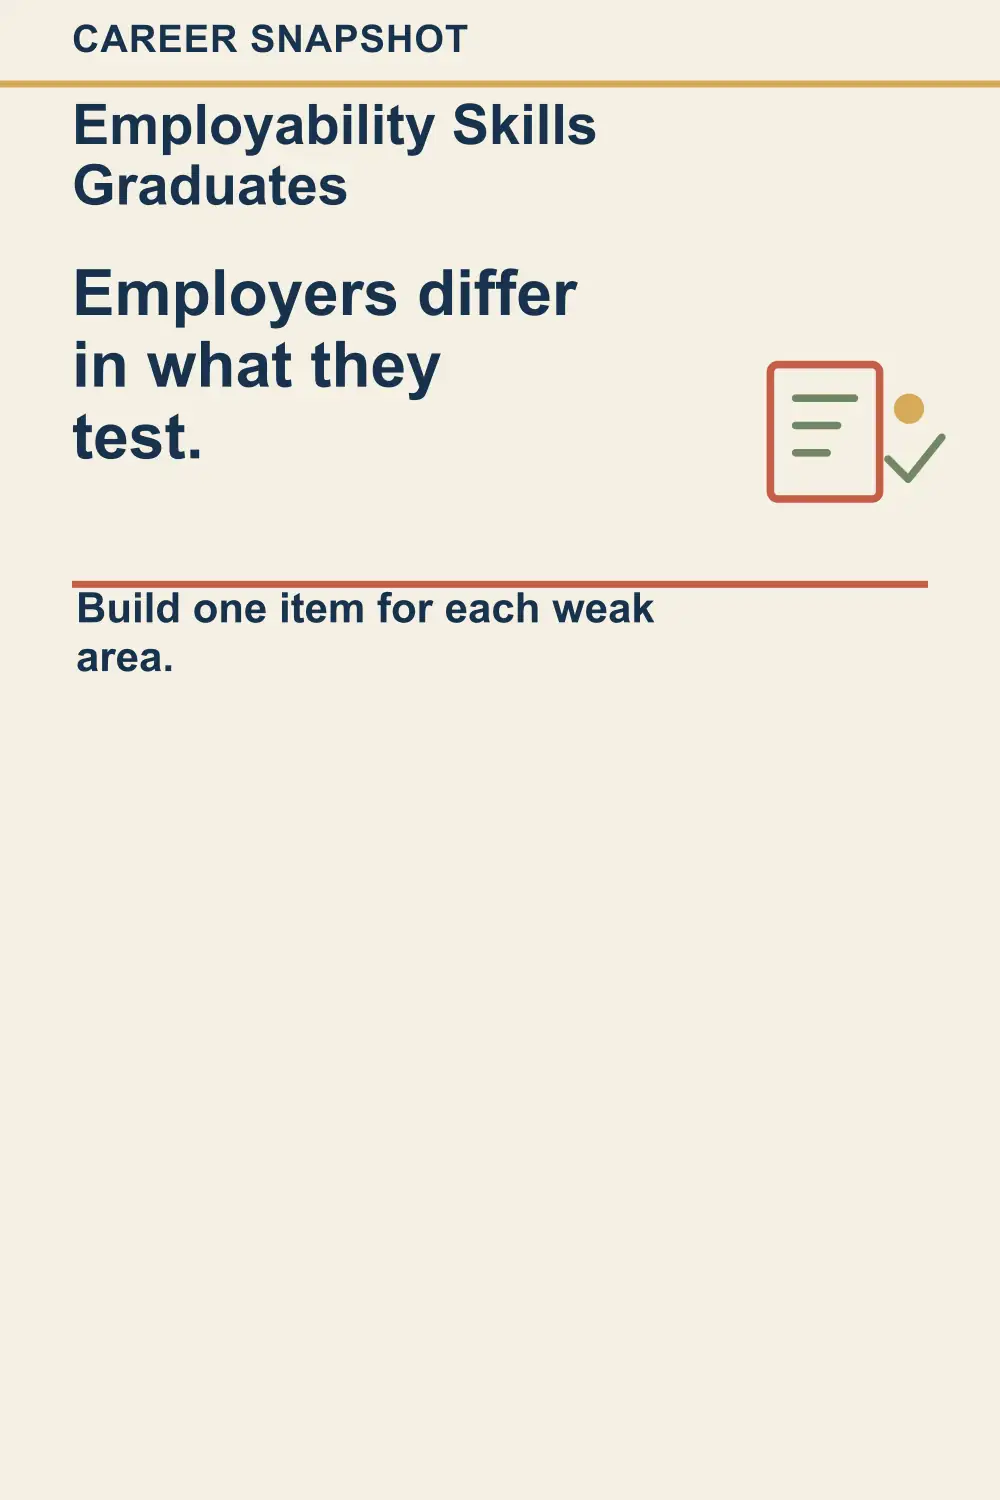 CAREER SNAPSHOT
Employability Skills
Graduates
Employers differ
in what they
test.
Build one item for each weak
area.